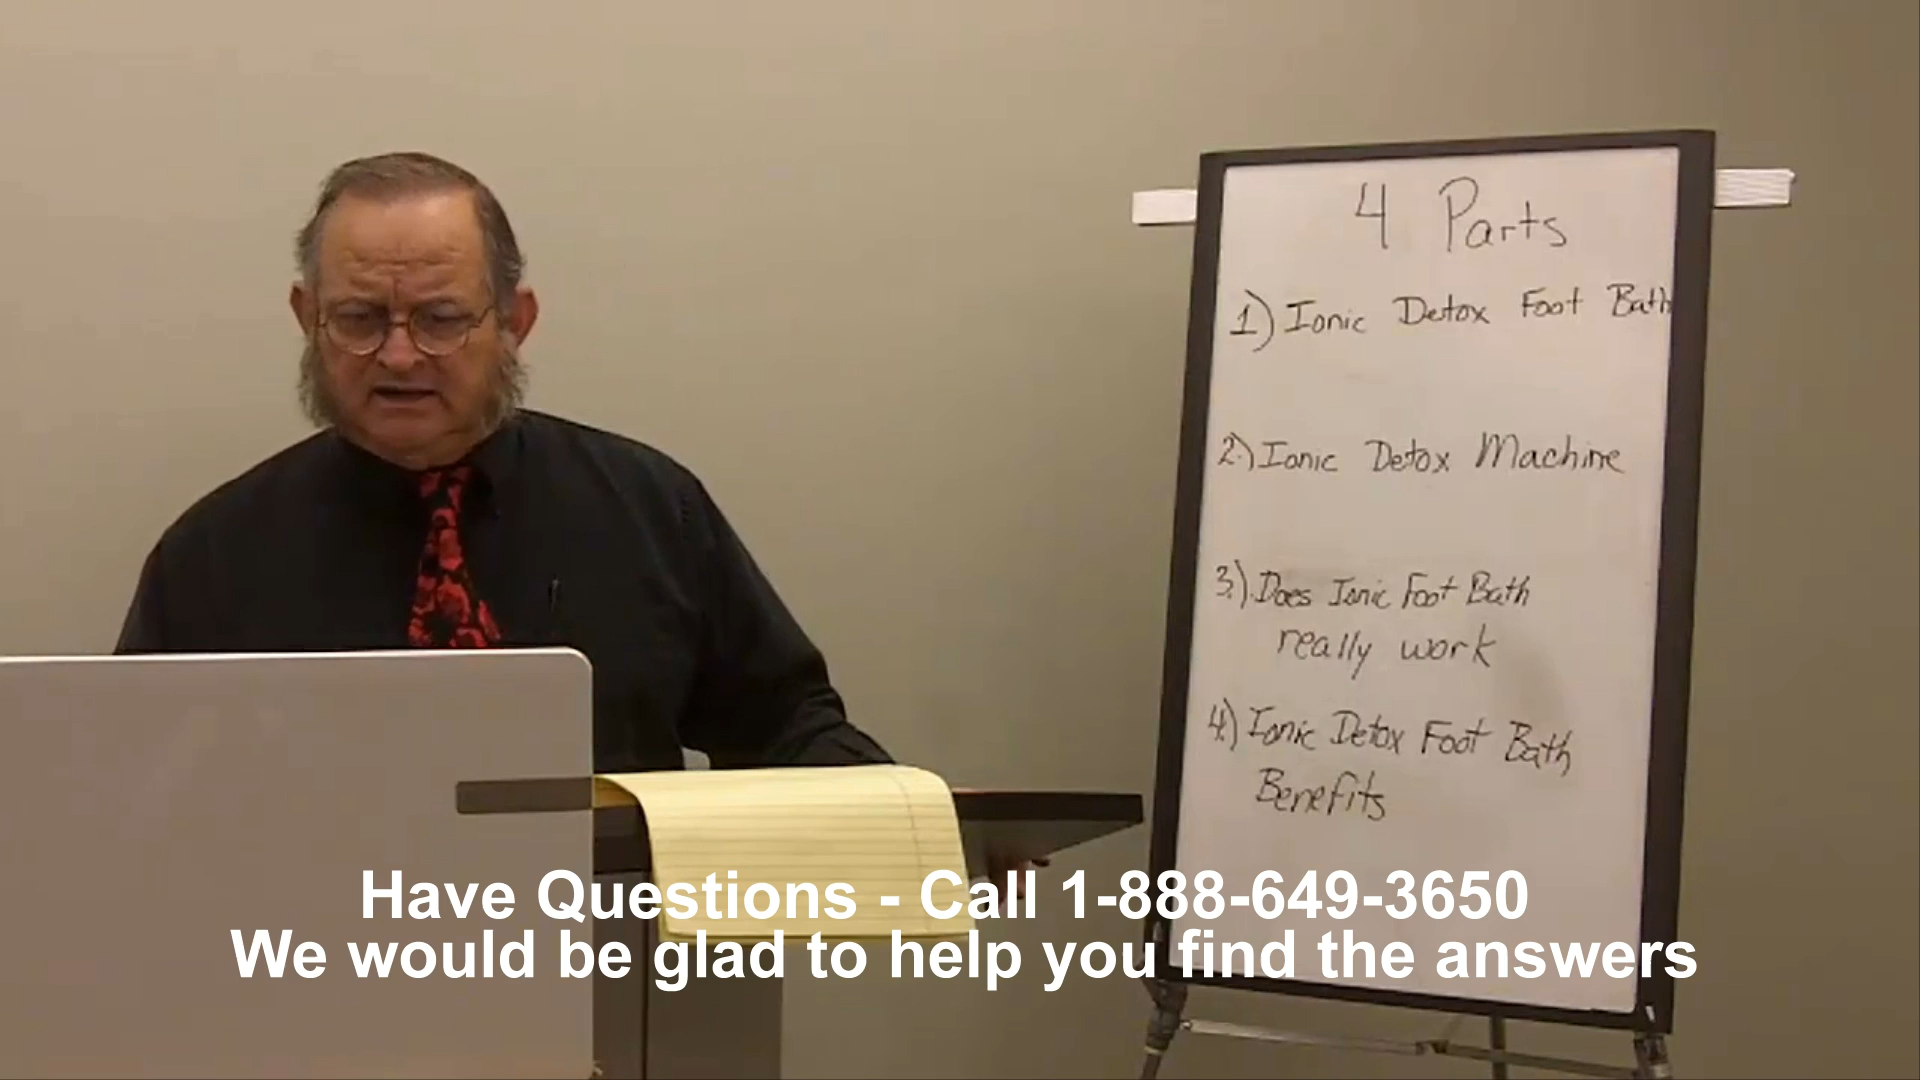 4 Parts
1.) Ionic Detox Foot Bath
2.) Ionic Detox Machine
3.) Does Ionic Foot Bath
really work
4.) Ionic Detox Foot Bath
Benefits
Have Questions - Call 1-888-649-3650
We would be glad to help you find the answers